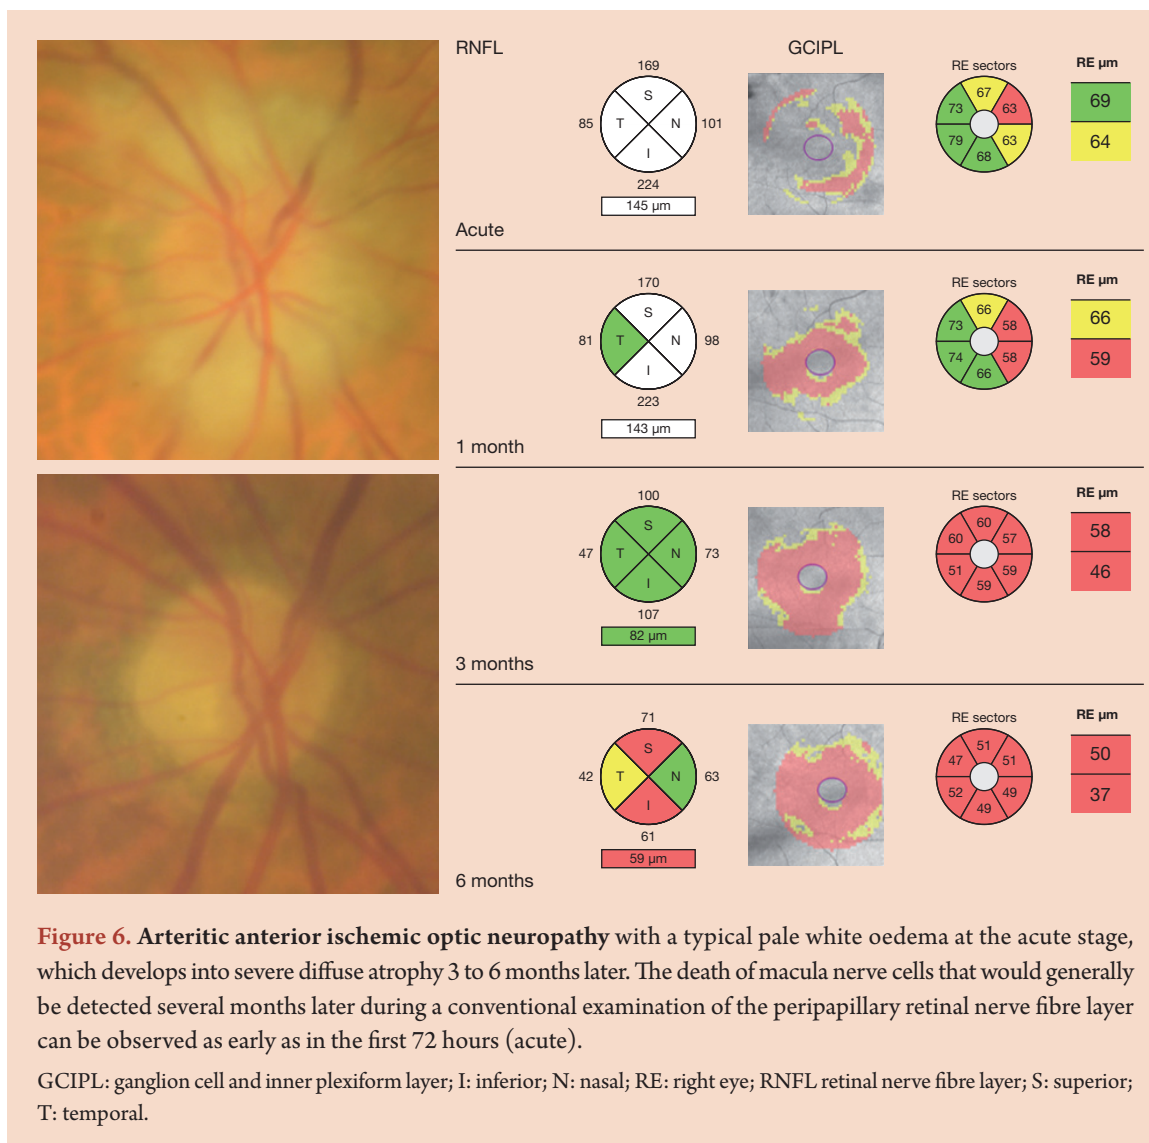 RNFL
GCIPL
169
S
85 T N 101
I
224
145 µm
RE sectors
67
73 63
79 63
68
RE µm
69
64
Acute
170
S
81 T N 98
I
223
143 µm
RE sectors
66
73 58
74 58
66
RE µm
66
59
1 month
100
S
47 T N 73
I
107
82 µm
RE sectors
60
60 57
51 59
59
RE µm
58
46
3 months
71
S
42 T N 63
I
61
59 µm
RE sectors
51
47 51
52 49
49
RE µm
50
37
6 months
Figure 6. Arteritic anterior ischemic optic neuropathy with a typical pale white oedema at the acute stage,
which develops into severe diffuse atrophy 3 to 6 months later. The death of macula nerve cells that would generally
be detected several months later during a conventional examination of the peripapillary retinal nerve fibre layer
can be observed as early as in the first 72 hours (acute).
GCIPL: ganglion cell and inner plexiform layer; I: inferior; N: nasal; RE: right eye; RNFL retinal nerve fibre layer; S: superior;
T: temporal.